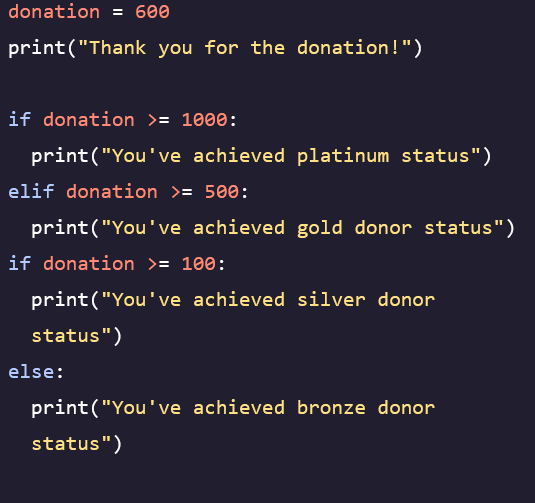 donation = 600
print("Thank you for the donation!")

if donation >= 1000:
  print("You've achieved platinum status")
elif donation >= 500:
  print("You've achieved gold donor status")
if donation >= 100:
  print("You've achieved silver donor
  status")
else:
  print("You've achieved bronze donor
  status")